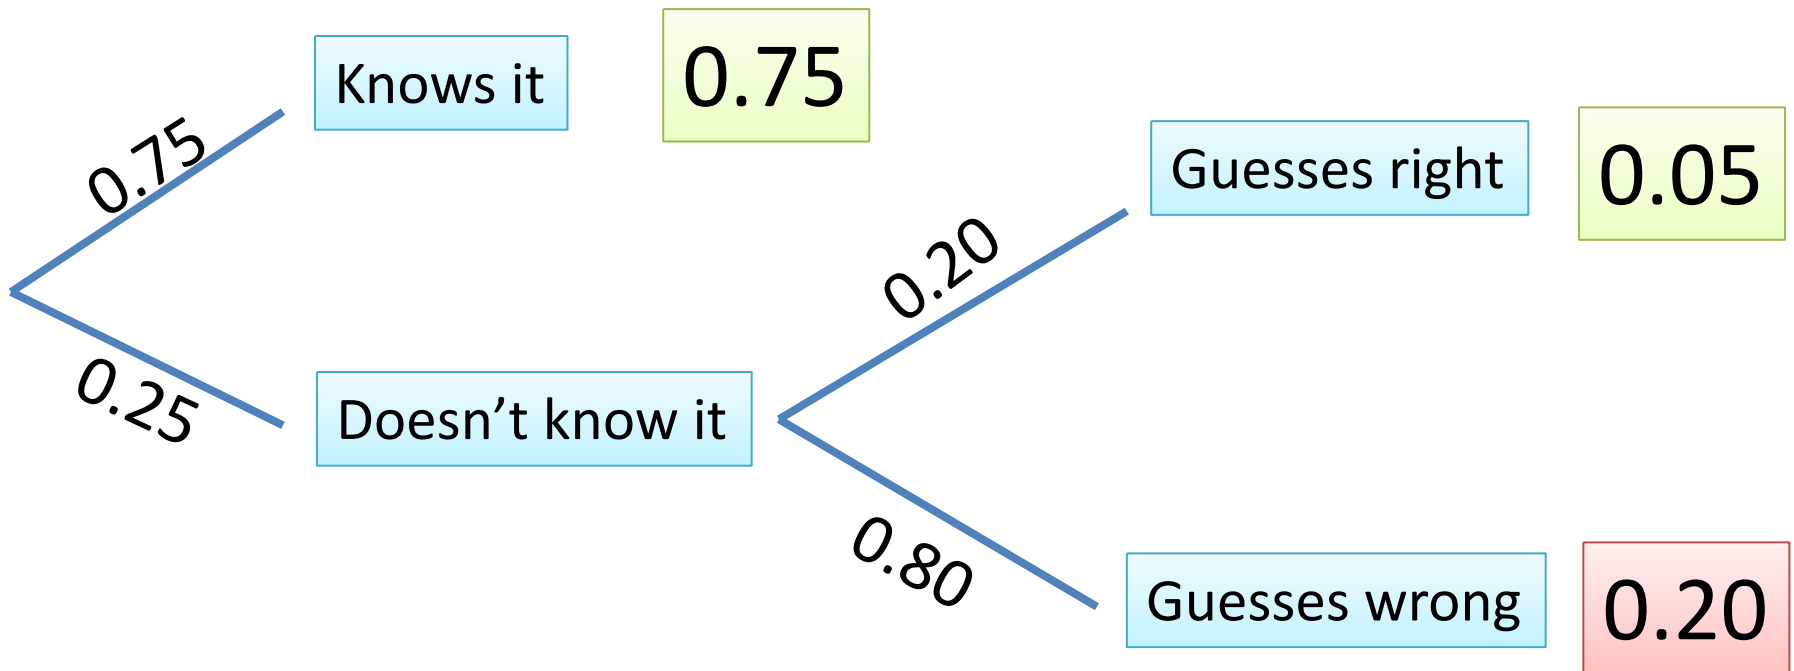 0.75
Knows it
0.75
0.25
Doesn’t know it
0.20
Guesses right
0.05
0.80
Guesses wrong
0.20